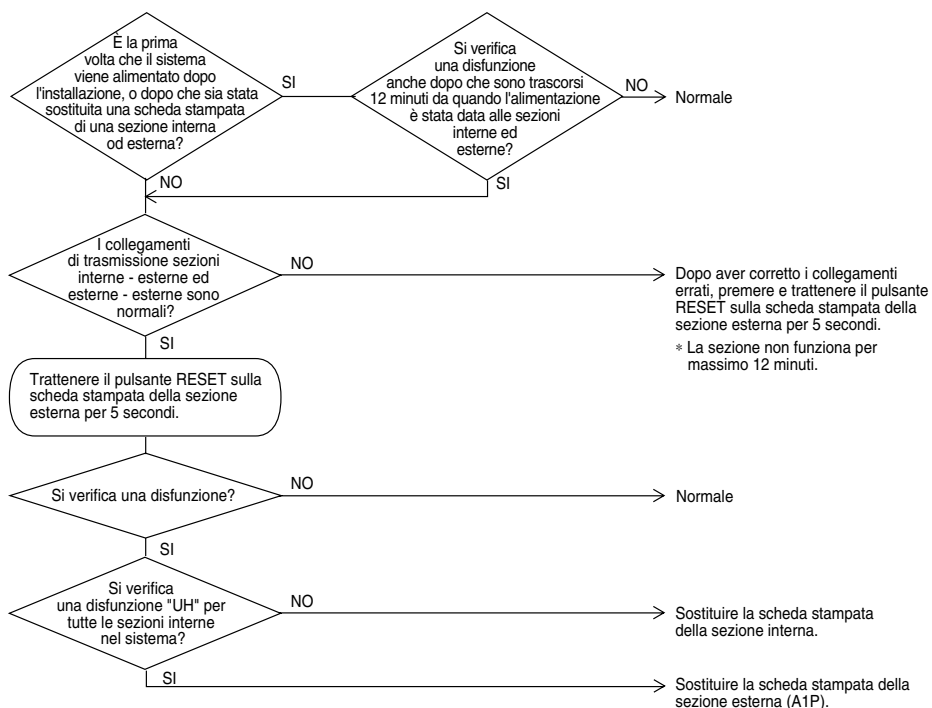 È la prima
volta che il sistema
viene alimentato dopo
l'installazione, o dopo che sia stata
sostituita una scheda stampata
di una sezione interna
od esterna?
SI
Si verifica
una disfunzione
anche dopo che sono trascorsi
12 minuti da quando l'alimentazione
è stata data alle sezioni
interne ed
esterne?
NO
Normale
NO
SI
I collegamenti
di trasmissione sezioni
interne - esterne ed
esterne - esterne sono
normali?
NO
Dopo aver corretto i collegamenti
errati, premere e trattenere il pulsante
RESET sulla scheda stampata della
sezione esterna per 5 secondi.
* La sezione non funziona per
massimo 12 minuti.
SI
Trattenere il pulsante RESET sulla
scheda stampata della sezione
esterna per 5 secondi.
Si verifica una disfunzione?
NO
Normale
SI
Si verifica
una disfunzione "UH" per
tutte le sezioni interne
nel sistema?
NO
Sostituire la scheda stampata
della sezione interna.
SI
Sostituire la scheda stampata della
sezione esterna (A1P).